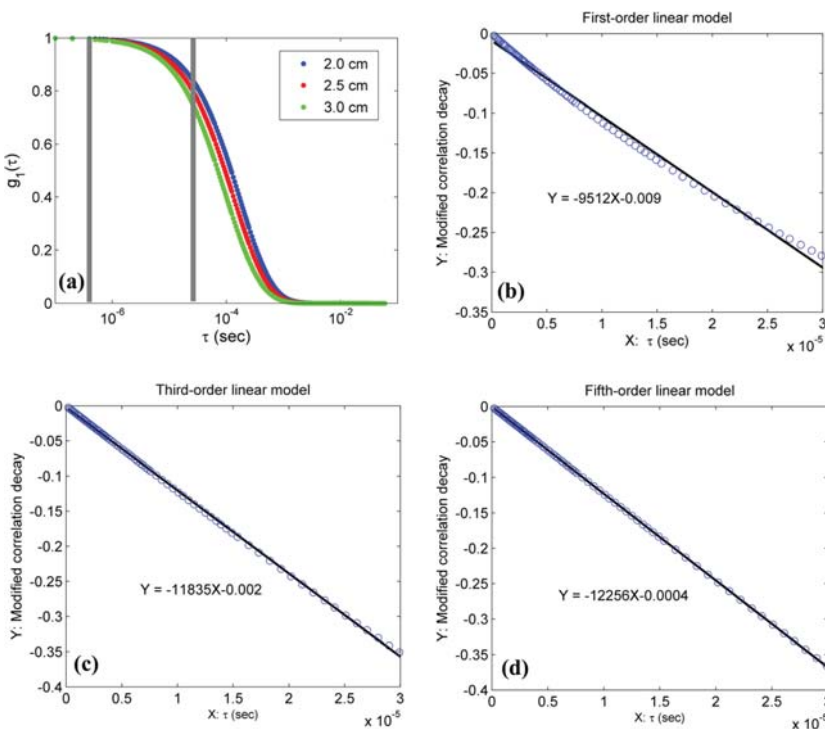 1
0.8
0.6
0.4
0.2
0
g₁(τ)
2.0 cm
2.5 cm
3.0 cm
(a)
10⁻⁶
10⁻⁴
10⁻²
τ (sec)
First-order linear model
0
-0.05
-0.1
-0.15
-0.2
-0.25
-0.3
-0.35
Y: Modified correlation decay
Y = -9512X-0.009
(b)
0
0.5
1
1.5
2
2.5
3
X: τ (sec)
x 10⁻⁵
Third-order linear model
0
-0.05
-0.1
-0.15
-0.2
-0.25
-0.3
-0.35
-0.4
Y: Modified correlation decay
Y = -11835X-0.002
(c)
0
0.5
1
1.5
2
2.5
3
X: τ (sec)
x 10⁻⁵
Fifth-order linear model
0
-0.05
-0.1
-0.15
-0.2
-0.25
-0.3
-0.35
-0.4
Y: Modified correlation decay
Y = -12256X-0.0004
(d)
0
0.5
1
1.5
2
2.5
3
X: τ (sec)
x 10⁻⁵